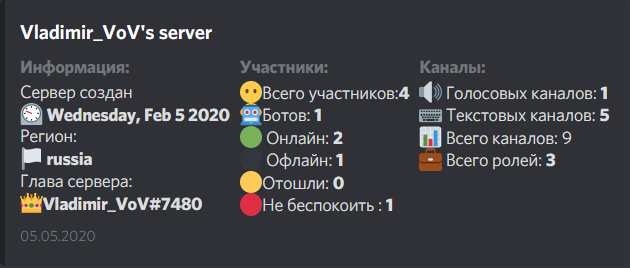 Vladimir_VoV's server
Информация:
Сервер создан
Wednesday, Feb 5 2020
Регион:
russia
Глава сервера:
Vladimir_VoV#7480
Участники:
Всего участников:4
Ботов: 1
Онлайн: 2
Офлайн: 1
Отошли: 0
Не беспокоить : 1
Каналы:
Голосовых каналов: 1
Текстовых каналов: 5
Всего каналов: 9
Всего ролей: 3
05.05.2020